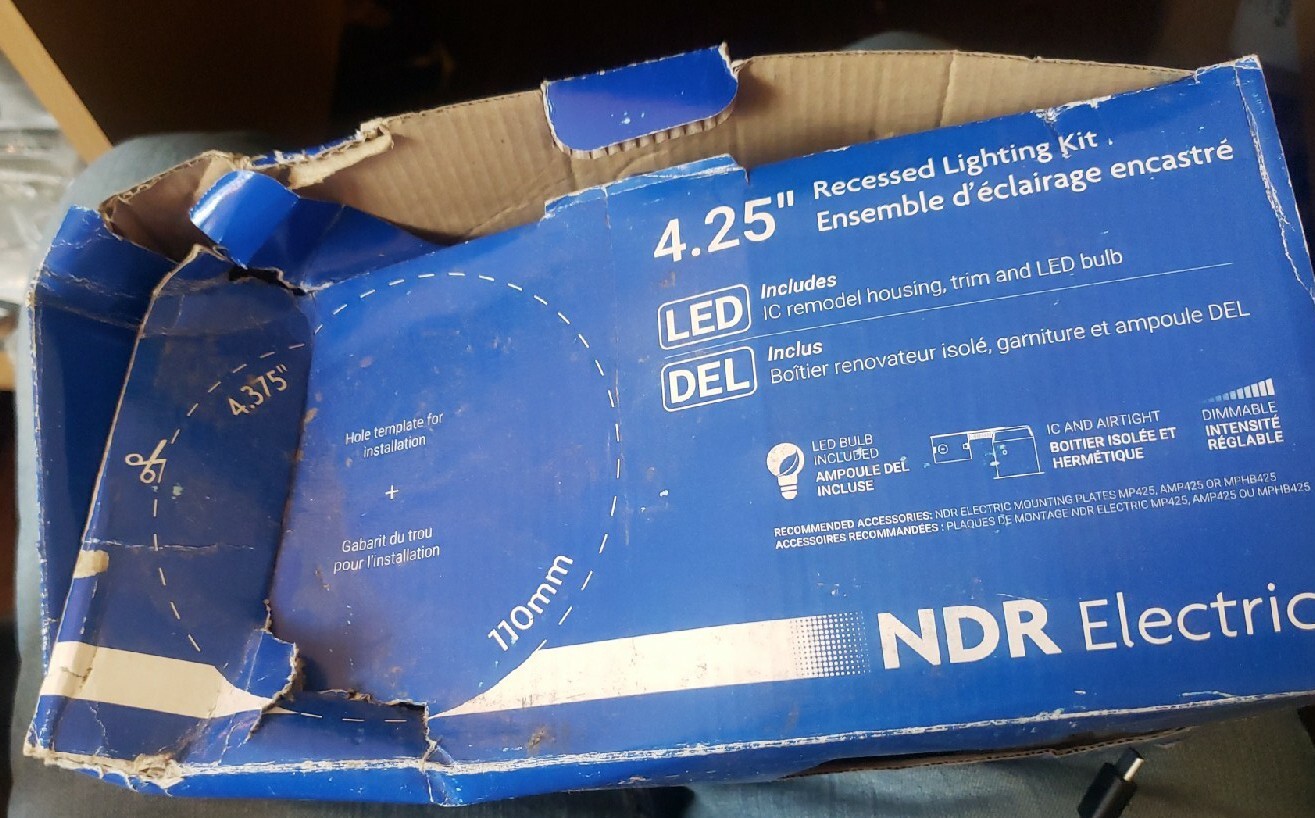 4.25"
Recessed Lighting Kit
Ensemble d'éclairage encastré
LED
Includes
IC remodel housing, trim and LED bulb
DEL
Inclus
Boîtier renovateur isolé, garniture et ampoule DEL
4.375"
Hole template for
installation
+
Gabarit du trou
pour l'installation
110mm
LED BULB
INCLUDED
AMPOULE DEL
INCLUSE
IC AND AIRTIGHT
BOITIER ISOLÉE ET
HERMÉTIQUE
DIMMABLE
INTENSITÉ
RÉGLABLE
RECOMMENDED ACCESSORIES: NDR ELECTRIC MOUNTING PLATES MP425, AMP425 OR MPHB425
ACCESSOIRES RECOMMANDÉES : PLAQUES DE MONTAGE NDR ELECTRIC MP425, AMP425 OU MPHB425
NDR Electric